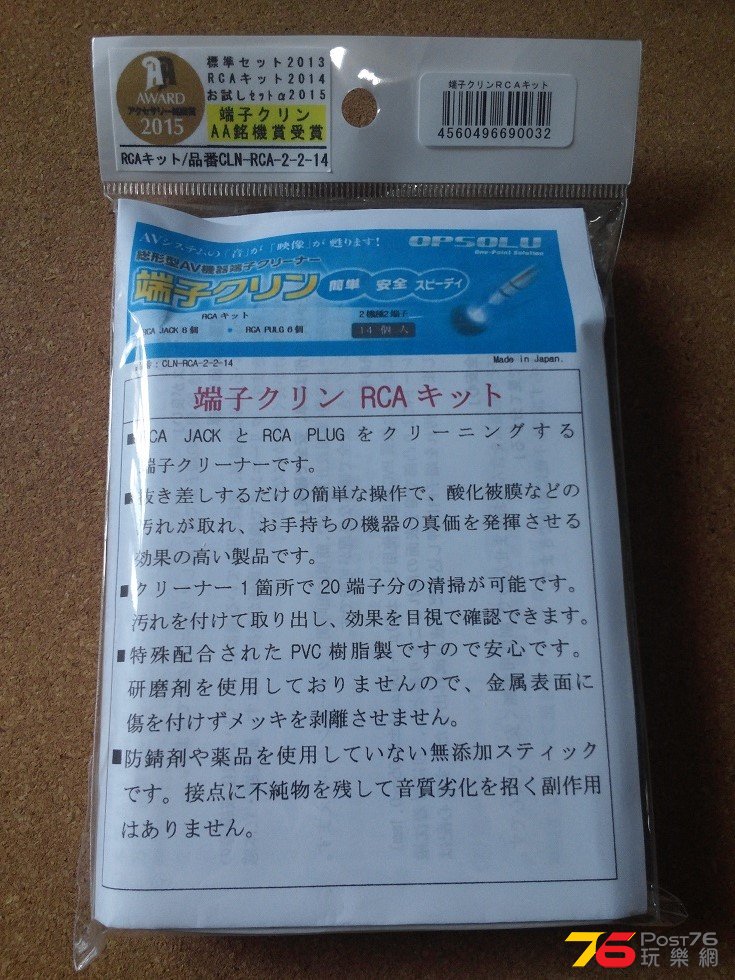 標準セット2013
RCAキット2014
お試しセットα2015
端子クリン
AA銘機賞受賞
AWARD
2015
RCAキット/品番CLN-RCA-2-2-14
端子クリンRCAキット
4560496690032
AVシステムの「音」が「映像」が甦ります!
OPSOLU
One-Point Solution
総形型AV機器端子クリーナー
端子クリン 簡単 安全 スピーディ
RCAキット
2機種2端子
RCA JACK 8個 RCA PULG 6個 14個入
CLN-RCA-2-2-14
Made in Japan.
端子クリン RCAキット
■RCA JACK と RCA PLUG をクリーニングする
端子クリーナーです。
■抜き差しするだけの簡単な操作で、酸化被膜などの
汚れが取れ、お手持ちの機器の真価を発揮させる
効果の高い製品です。
■クリーナー1箇所で20端子分の清掃が可能です。
汚れを付けて取り出し、効果を目視で確認できます。
■特殊配合された PVC 樹脂製ですので安心です。
研磨剤を使用しておりませんので、金属表面に
傷を付けずメッキを剥離させません。
■防錆剤や薬品を使用していない無添加スティック
です。接点に不純物を残して音質劣化を招く副作用
はありません。
76 POST76
玩樂網